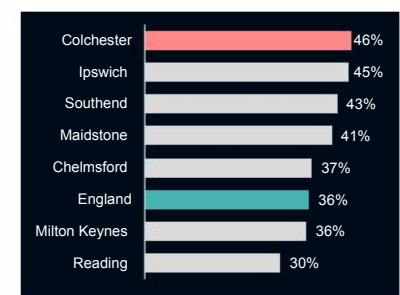 Colchester 46%
Ipswich 45%
Southend 43%
Maidstone 41%
Chelmsford 37%
England 36%
Milton Keynes 36%
Reading 30%